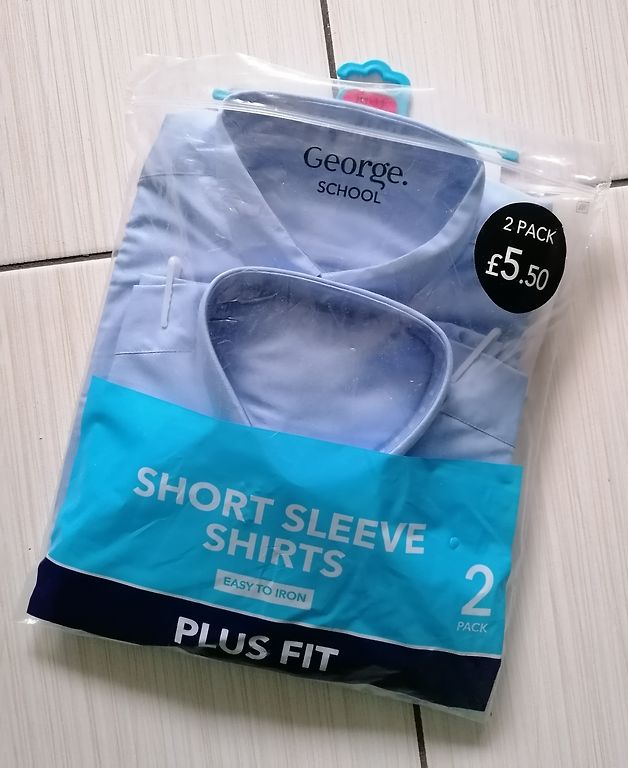 George.
SCHOOL
2 PACK
£5.50
SHORT SLEEVE
SHIRTS
EASY TO IRON
2
PACK
PLUS FIT